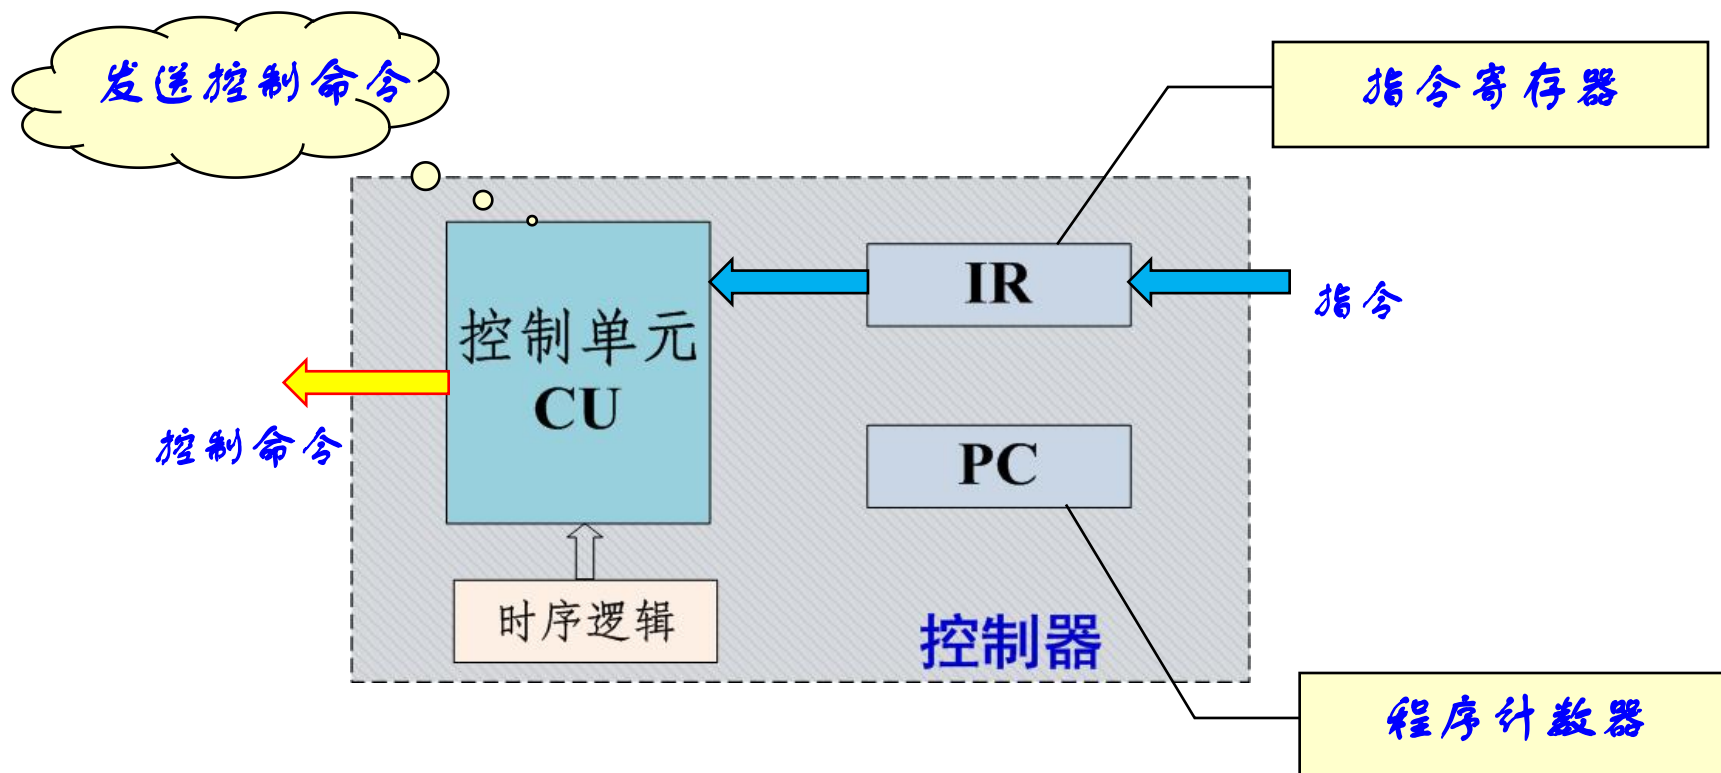 发送控制命令
指令寄存器
IR
指令
控制单元
CU
控制命令
PC
时序逻辑
控制器
程序计数器